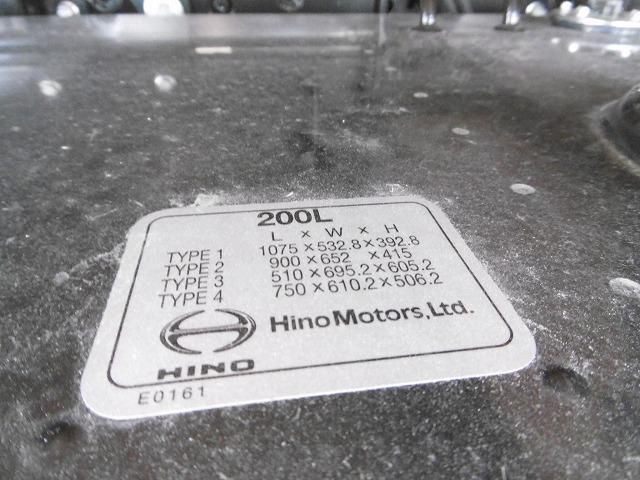 200L
L × W × H
TYPE 1 1075×532.8×392.8
TYPE 2 900×652 ×415
TYPE 3 510×695.2×605.2
TYPE 4 750×610.2×506.2
HINO
Hino Motors, Ltd.
E0161